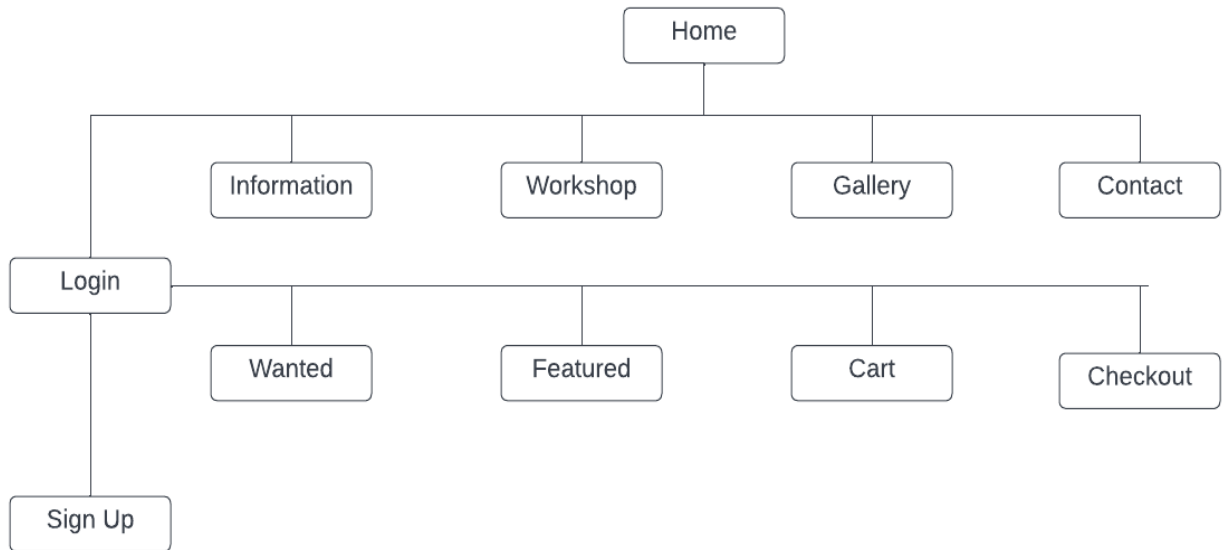 Home
Information
Workshop
Gallery
Contact
Login
Wanted
Featured
Cart
Checkout
Sign Up